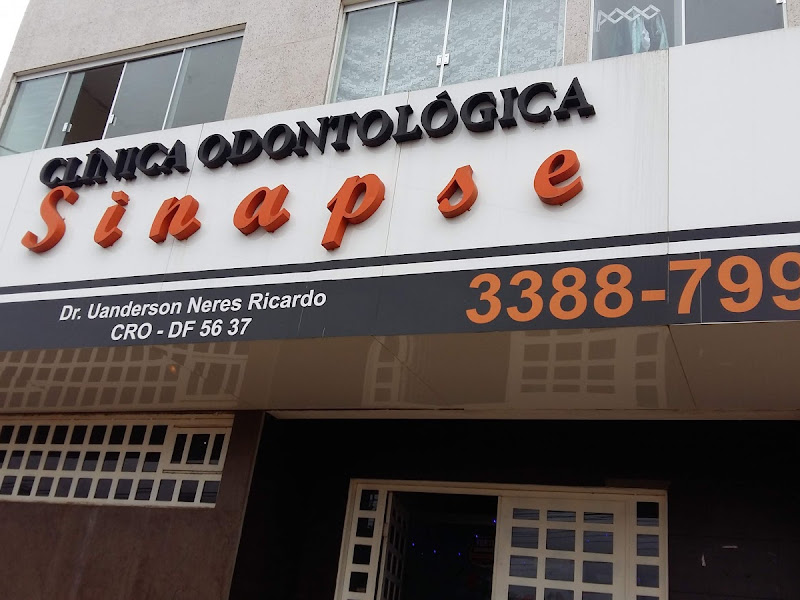 CLÍNICA ODONTOLÓGICA
Sinapse
Dr. Uanderson Neres Ricardo
CRO - DF 56 37
3388-799